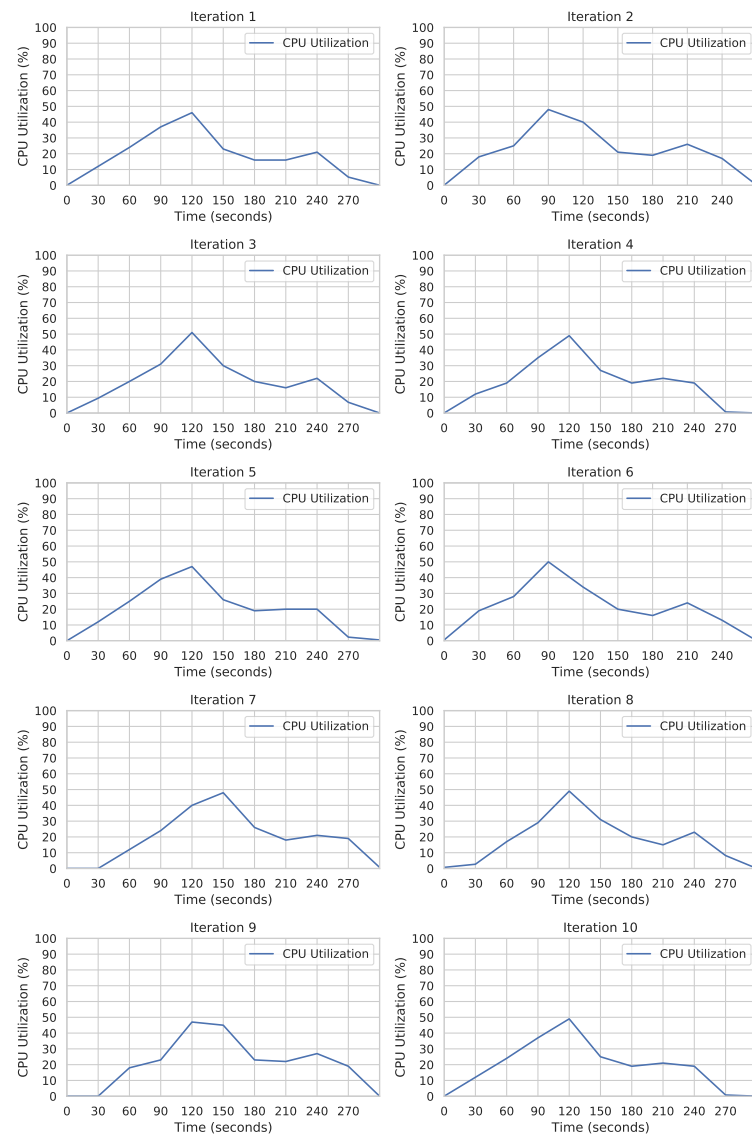 Iteration 1
CPU Utilization (%)
100
90
80
70
60
50
40
30
20
10
0
CPU Utilization
0 30 60 90 120 150 180 210 240 270
Time (seconds)
Iteration 2
CPU Utilization (%)
100
90
80
70
60
50
40
30
20
10
0
CPU Utilization
0 30 60 90 120 150 180 210 240
Time (seconds)
Iteration 3
CPU Utilization (%)
100
90
80
70
60
50
40
30
20
10
0
CPU Utilization
0 30 60 90 120 150 180 210 240 270
Time (seconds)
Iteration 4
CPU Utilization (%)
100
90
80
70
60
50
40
30
20
10
0
CPU Utilization
0 30 60 90 120 150 180 210 240 270
Time (seconds)
Iteration 5
CPU Utilization (%)
100
90
80
70
60
50
40
30
20
10
0
CPU Utilization
0 30 60 90 120 150 180 210 240 270
Time (seconds)
Iteration 6
CPU Utilization (%)
100
90
80
70
60
50
40
30
20
10
0
CPU Utilization
0 30 60 90 120 150 180 210 240
Time (seconds)
Iteration 7
CPU Utilization (%)
100
90
80
70
60
50
40
30
20
10
0
CPU Utilization
0 30 60 90 120 150 180 210 240 270
Time (seconds)
Iteration 8
CPU Utilization (%)
100
90
80
70
60
50
40
30
20
10
0
CPU Utilization
0 30 60 90 120 150 180 210 240 270
Time (seconds)
Iteration 9
CPU Utilization (%)
100
90
80
70
60
50
40
30
20
10
0
CPU Utilization
0 30 60 90 120 150 180 210 240 270
Time (seconds)
Iteration 10
CPU Utilization (%)
100
90
80
70
60
50
40
30
20
10
0
CPU Utilization
0 30 60 90 120 150 180 210 240 270
Time (seconds)